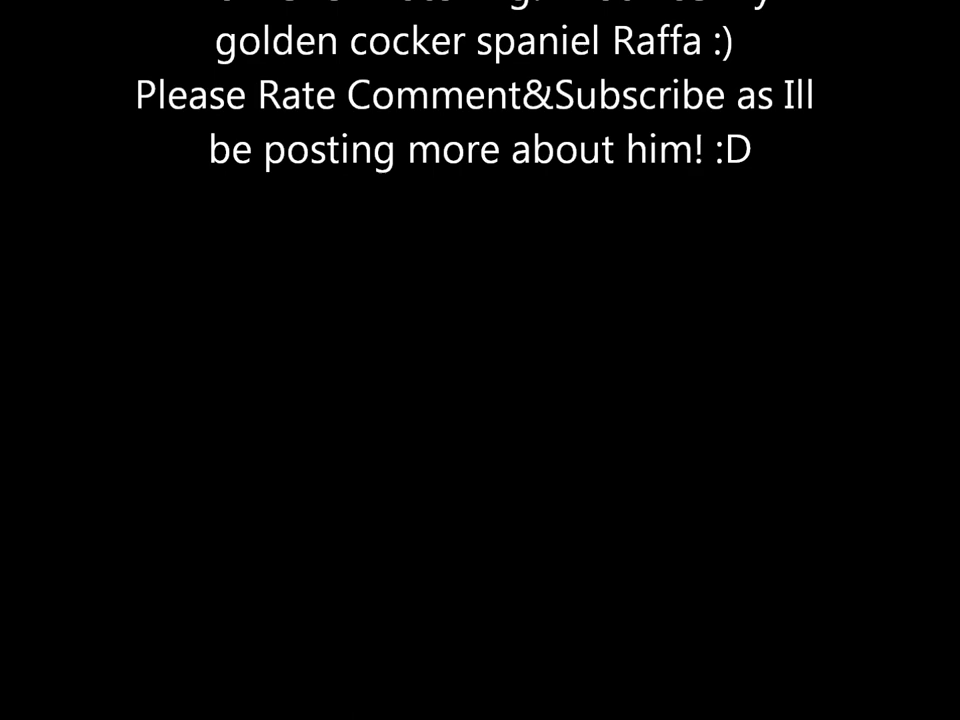 golden cocker spaniel Raffa :)
Please Rate Comment&Subscribe as Ill
be posting more about him! :D